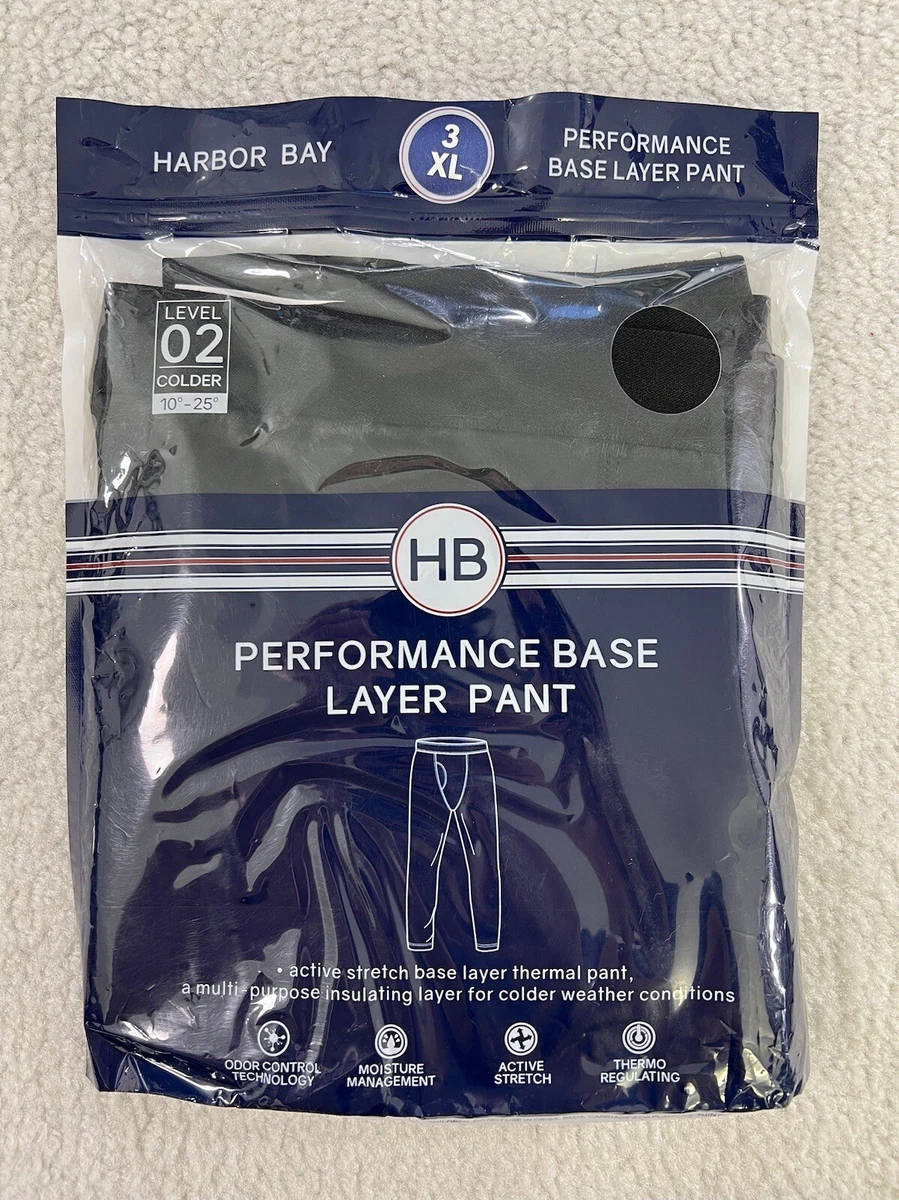 HARBOR BAY
3
XL
PERFORMANCE
BASE LAYER PANT
LEVEL
02
COLDER
10°-25°
HB
PERFORMANCE BASE
LAYER PANT
• active stretch base layer thermal pant,
a multi-purpose insulating layer for colder weather conditions
ODOR CONTROL
TECHNOLOGY
MOISTURE
MANAGEMENT
ACTIVE
STRETCH
THERMO
REGULATING